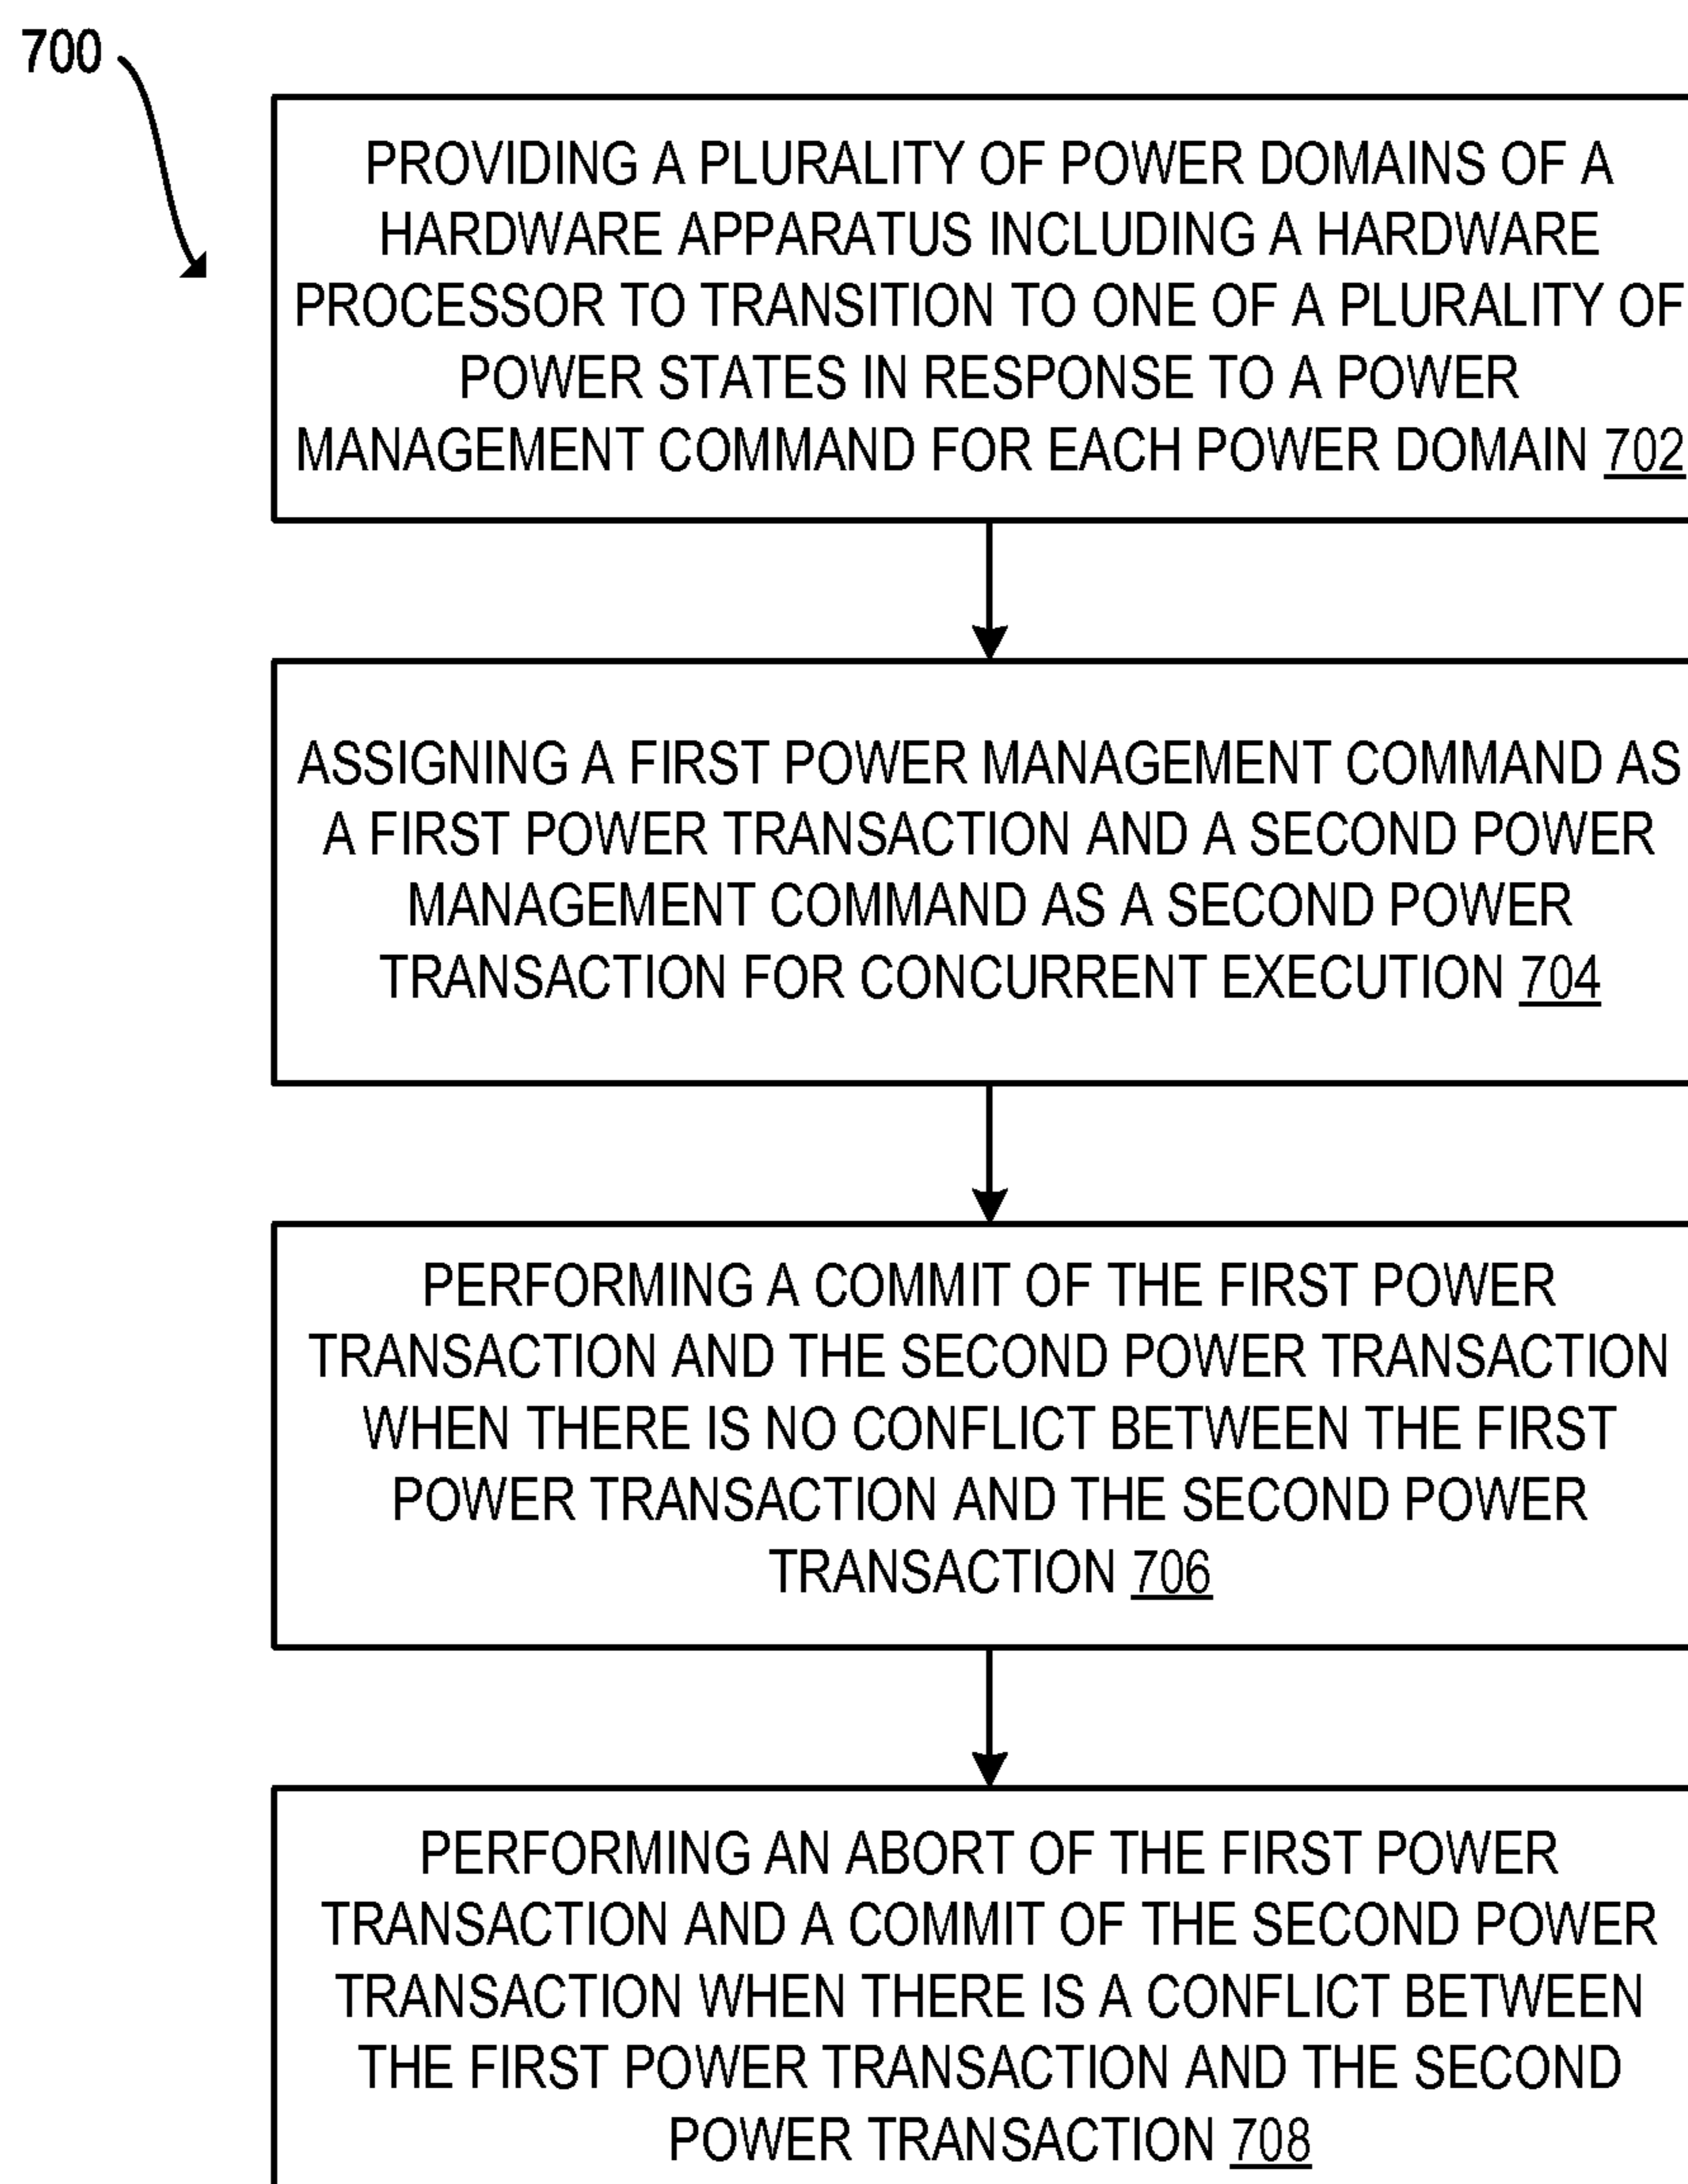 700
PROVIDING A PLURALITY OF POWER DOMAINS OF A
HARDWARE APPARATUS INCLUDING A HARDWARE
PROCESSOR TO TRANSITION TO ONE OF A PLURALITY OF
POWER STATES IN RESPONSE TO A POWER
MANAGEMENT COMMAND FOR EACH POWER DOMAIN 702
ASSIGNING A FIRST POWER MANAGEMENT COMMAND AS
A FIRST POWER TRANSACTION AND A SECOND POWER
MANAGEMENT COMMAND AS A SECOND POWER
TRANSACTION FOR CONCURRENT EXECUTION 704
PERFORMING A COMMIT OF THE FIRST POWER
TRANSACTION AND THE SECOND POWER TRANSACTION
WHEN THERE IS NO CONFLICT BETWEEN THE FIRST
POWER TRANSACTION AND THE SECOND POWER
TRANSACTION 706
PERFORMING AN ABORT OF THE FIRST POWER
TRANSACTION AND A COMMIT OF THE SECOND POWER
TRANSACTION WHEN THERE IS A CONFLICT BETWEEN
THE FIRST POWER TRANSACTION AND THE SECOND
POWER TRANSACTION 708